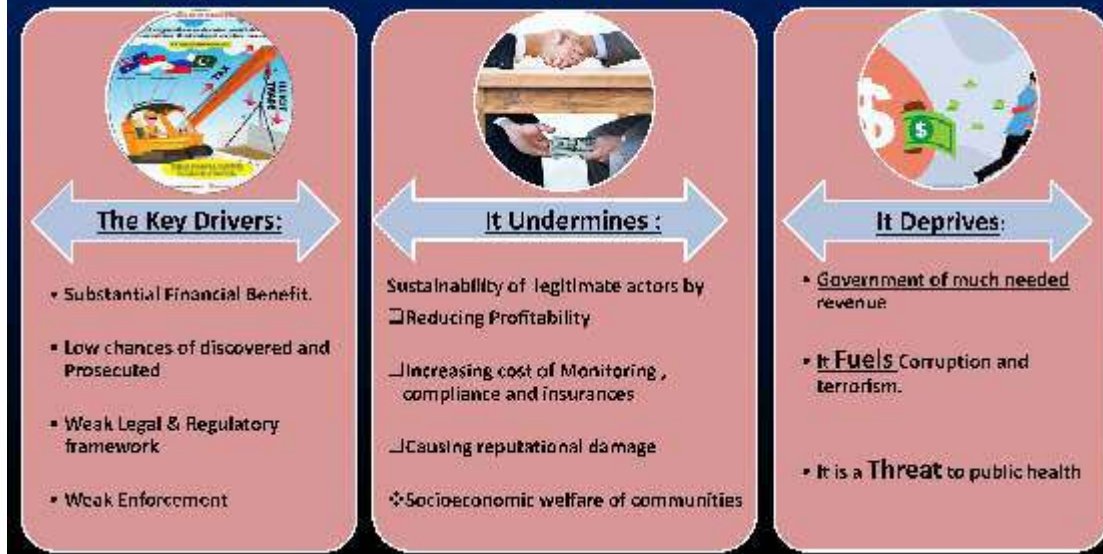 TAX
ILLICIT
TRADE
The Key Drivers:
• Substantial Financial Benefit.
• Low chances of discovered and
Prosecuted
• Weak Legal & Regulatory
framework
• Weak Enforcement
It Undermines :
Sustainability of legitimate actors by
❑Reducing Profitability
❑Increasing cost of Monitoring ,
compliance and insurances
❑Causing reputational damage
❖Socioeconomic welfare of communities
$
$
It Deprives:
• Government of much needed
revenue
• It Fuels Corruption and
terrorism.
• It is a Threat to public health